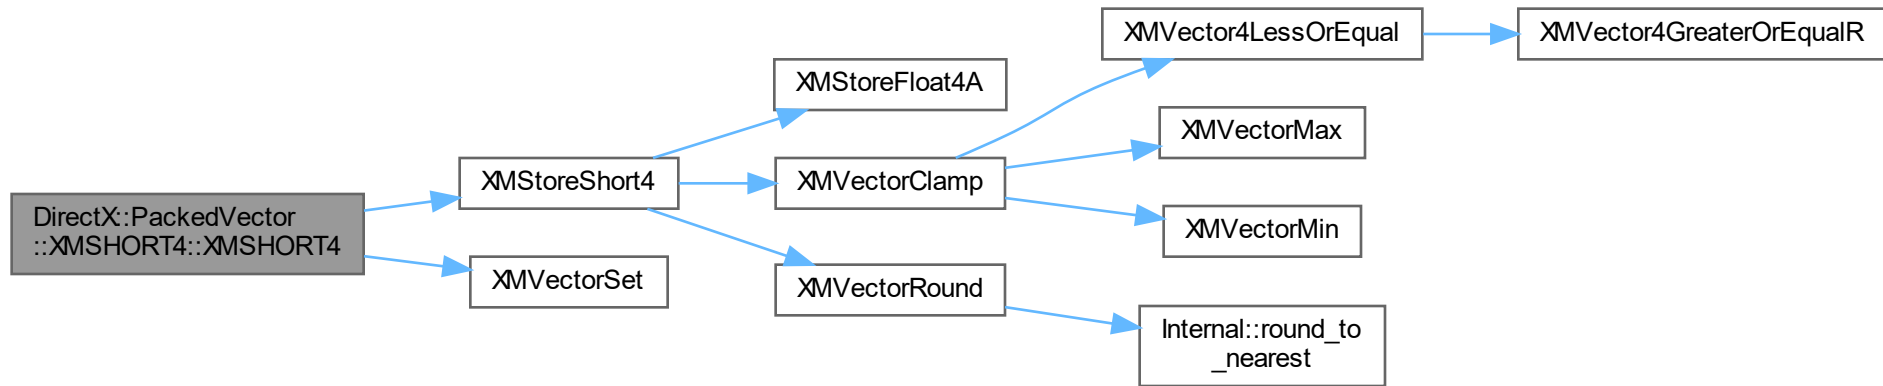 DirectX::PackedVector
::XMSHORT4::XMSHORT4
XMStoreShort4
XMVectorSet
XMStoreFloat4A
XMVectorClamp
XMVectorRound
XMVector4LessOrEqual
XMVectorMax
XMVectorMin
Internal::round_to
_nearest
XMVector4GreaterOrEqualR